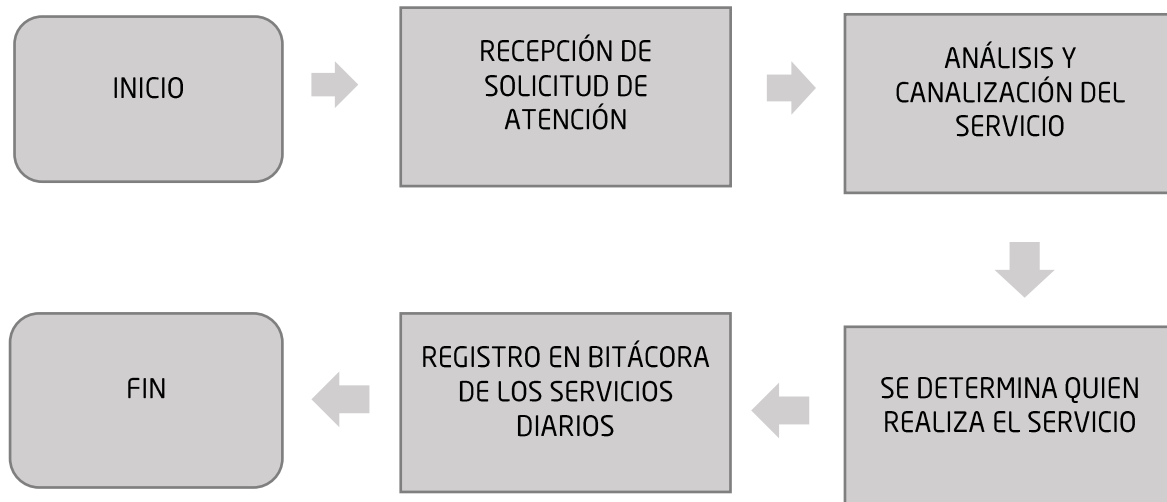 INICIO
RECEPCIÓN DE
SOLICITUD DE
ATENCIÓN
ANÁLISIS Y
CANALIZACIÓN DEL
SERVICIO
SE DETERMINA QUIEN
REALIZA EL SERVICIO
REGISTRO EN BITÁCORA
DE LOS SERVICIOS
DIARIOS
FIN